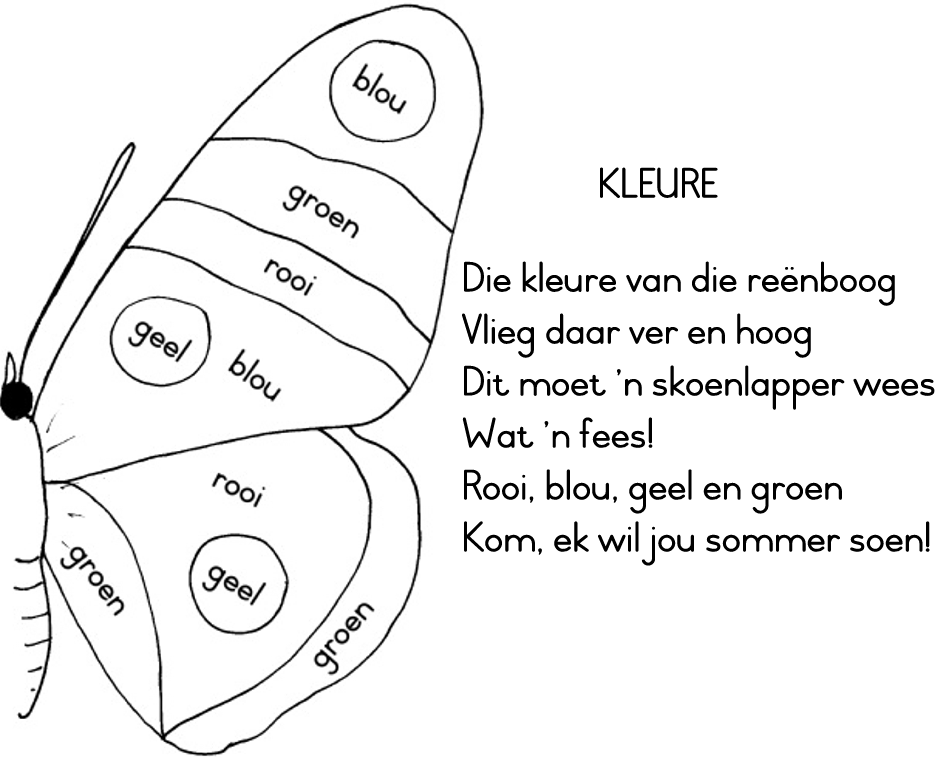 blou
groen
rooi
geel
blou
rooi
geel
groen
groen
KLEURE
Die kleure van die reënboog
Vlieg daar ver en hoog
Dit moet 'n skoenlapper wees
Wat 'n fees!
Rooi, blou, geel en groen
Kom, ek wil jou sommer soen!